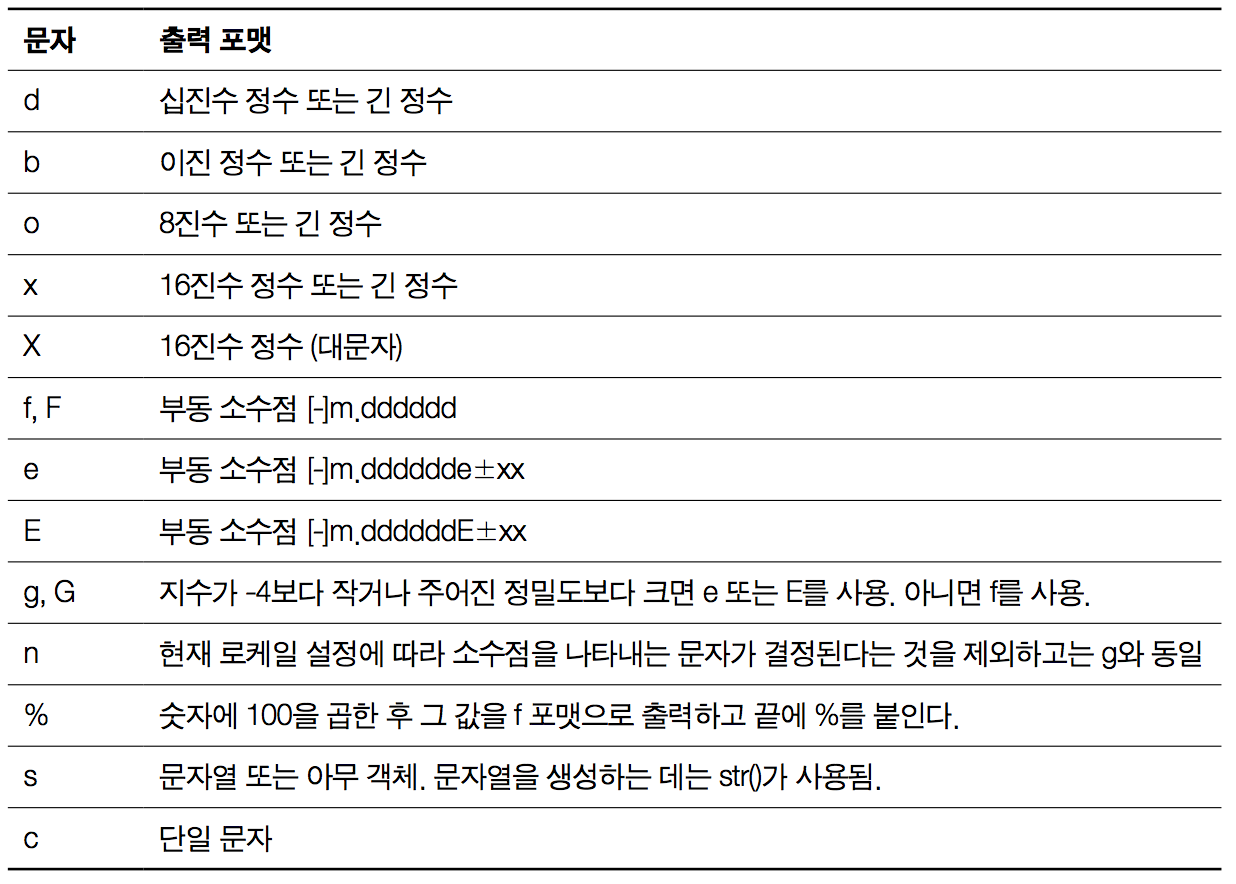 문자 출력 포맷
d 십진수 정수 또는 긴 정수
b 이진 정수 또는 긴 정수
o 8진수 또는 긴 정수
x 16진수 정수 또는 긴 정수
X 16진수 정수 (대문자)
f, F 부동 소수점 [-]m.dddddd
e 부동 소수점 [-]m.dddddde±xx
E 부동 소수점 [-]m.ddddddE±xx
g, G 지수가 -4보다 작거나 주어진 정밀도보다 크면 e 또는 E를 사용. 아니면 f를 사용.
n 현재 로케일 설정에 따라 소수점을 나타내는 문자가 결정된다는 것을 제외하고는 g와 동일
% 숫자에 100을 곱한 후 그 값을 f 포맷으로 출력하고 끝에 %를 붙인다.
s 문자열 또는 아무 객체. 문자열을 생성하는 데는 str()가 사용됨.
c 단일 문자